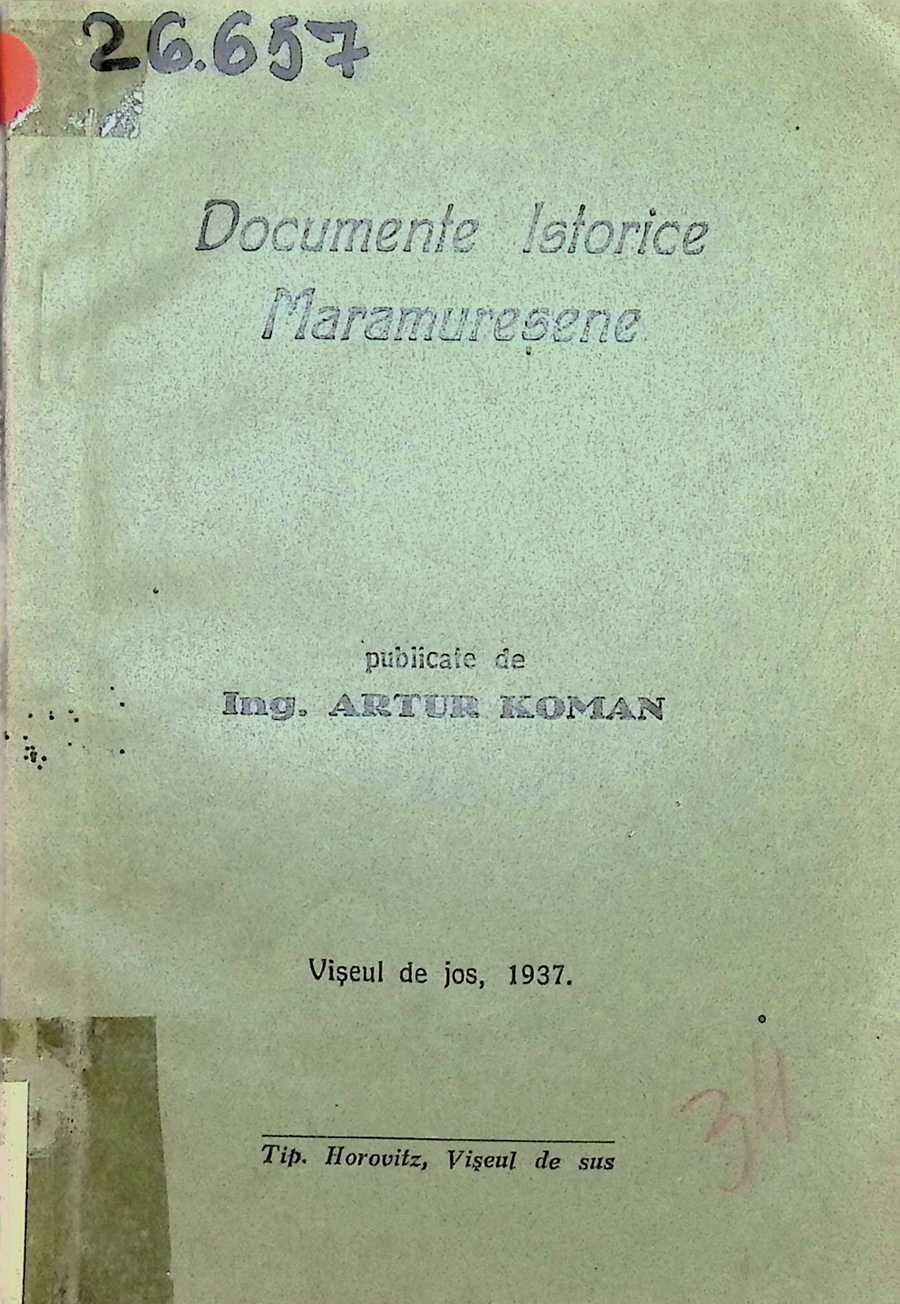 26.657
Documente Istorice
Maramureșene
publicate de
Ing. ARTUR KOMAN
Vișeul de jos, 1937.
Tip. Horovitz, Vișeul de sus
34